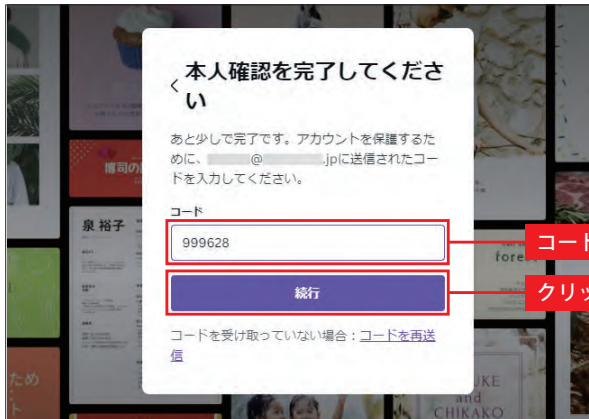 本人確認を完了してくださ
い
あと少しで完了です。アカウントを保護するた
めに、 @ .jpに送信されたコー
ドを入力してください。
コード
999628
コード
続行
クリッ
コードを受け取っていない場合：コードを再送
信
博司の
泉 裕子
fore
ため
ト
UKE
and
CHIKAKO